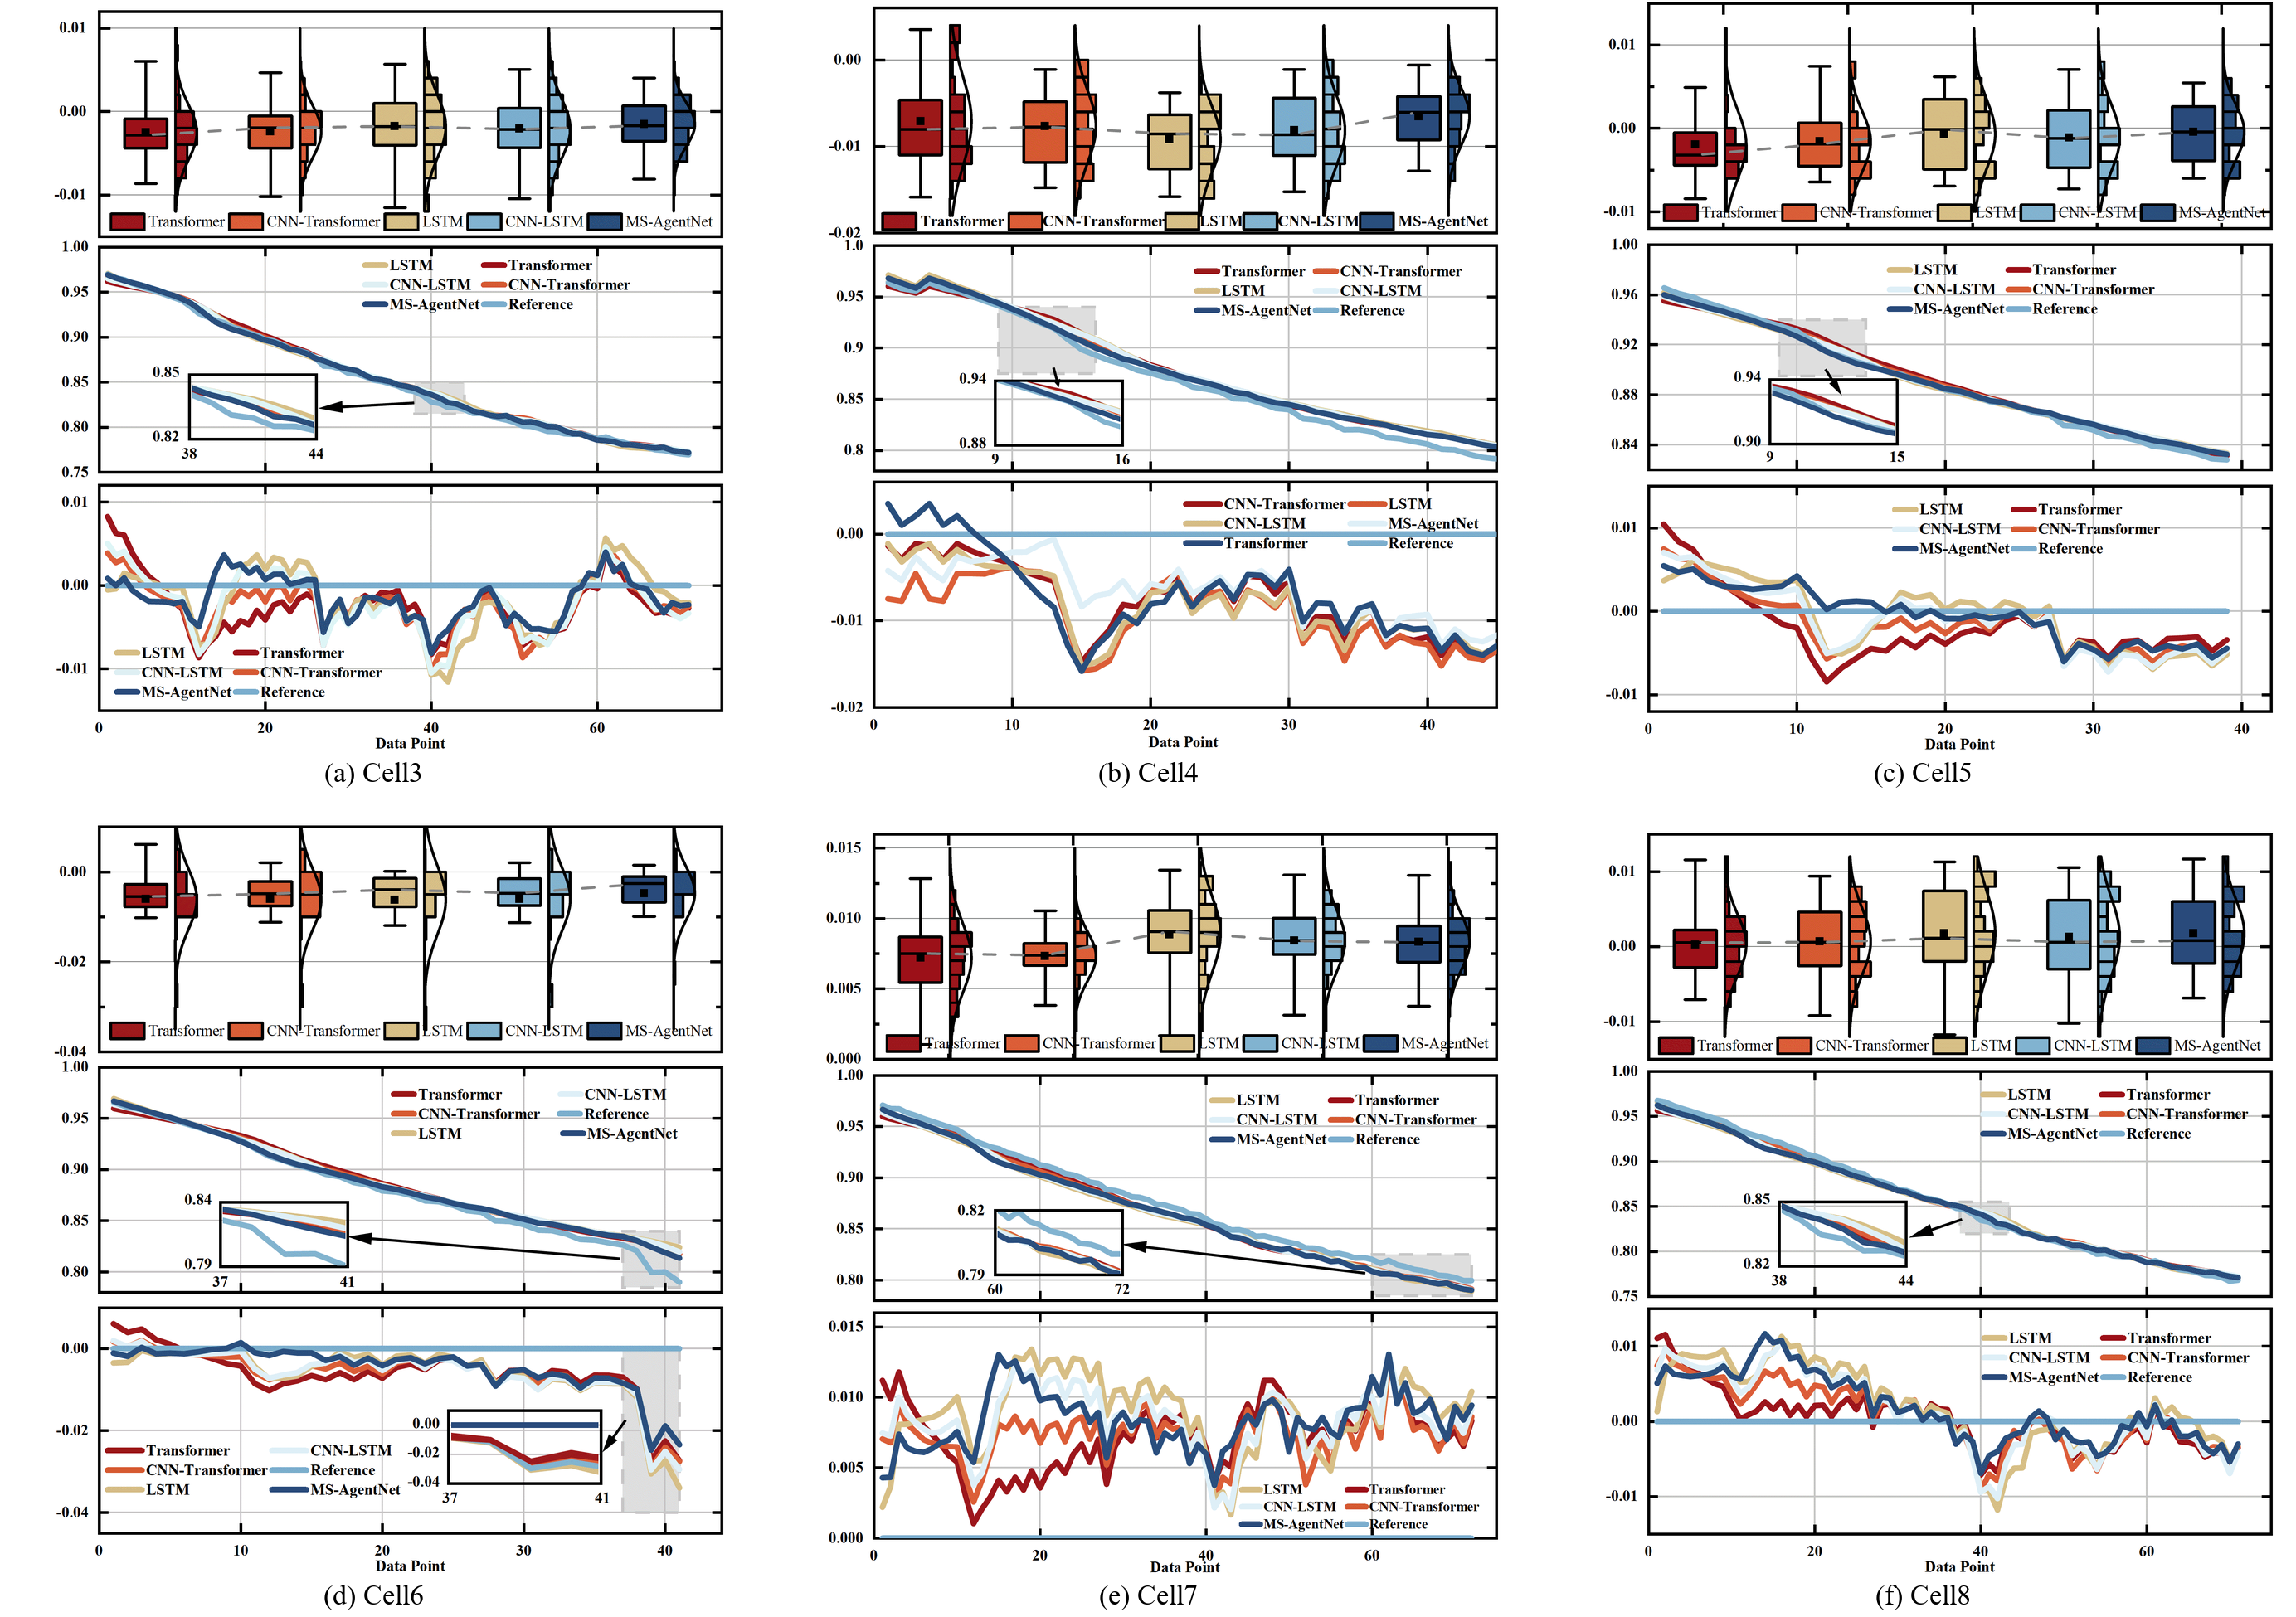 0.01
0.00
-0.01
Transformer CNN-Transformer LSTM CNN-LSTM MS-AgentNet
1.00
0.95
0.90
0.85
0.80
0.75
LSTM Transformer
CNN-LSTM CNN-Transformer
MS-AgentNet Reference
0.85
0.82
38 44
0.01
0.00
-0.01
LSTM Transformer
CNN-LSTM CNN-Transformer
MS-AgentNet Reference
0 20 40 60
Data Point
(a) Cell3
0.00
-0.01
-0.02
Transformer CNN-Transformer LSTM CNN-LSTM MS-AgentNet
1.0
0.95
0.9
0.85
0.8
Transformer CNN-Transformer
LSTM CNN-LSTM
MS-AgentNet Reference
0.94
0.88
9 16
0.00
-0.01
-0.02
CNN-Transformer LSTM
CNN-LSTM MS-AgentNet
Transformer Reference
0 10 20 30 40
Data Point
(b) Cell4
0.01
0.00
-0.01
Transformer CNN-Transformer LSTM CNN-LSTM MS-AgentNet
1.00
0.96
0.92
0.88
0.84
LSTM Transformer
CNN-LSTM CNN-Transformer
MS-AgentNet Reference
0.94
0.90
9 15
0.01
0.00
-0.01
LSTM Transformer
CNN-LSTM CNN-Transformer
MS-AgentNet Reference
0 10 20 30 40
Data Point
(c) Cell5
0.00
-0.02
-0.04
Transformer CNN-Transformer LSTM CNN-LSTM MS-AgentNet
1.00
0.95
0.90
0.85
0.80
Transformer CNN-LSTM
CNN-Transformer Reference
LSTM MS-AgentNet
0.84
0.79
37 41
0.00
-0.02
-0.04
Transformer CNN-LSTM
CNN-Transformer Reference
LSTM MS-AgentNet
0.00
-0.02
-0.04
37 41
0 10 20 30 40
Data Point
(d) Cell6
0.015
0.010
0.005
0.000
Transformer CNN-Transformer LSTM CNN-LSTM MS-AgentNet
1.00
0.95
0.90
0.85
0.80
LSTM Transformer
CNN-LSTM CNN-Transformer
MS-AgentNet Reference
0.82
0.79
60 72
0.015
0.010
0.005
0.000
LSTM Transformer
CNN-LSTM CNN-Transformer
MS-AgentNet Reference
0 20 40 60
Data Point
(e) Cell7
0.01
0.00
-0.01
Transformer CNN-Transformer LSTM CNN-LSTM MS-AgentNet
1.00
0.95
0.90
0.85
0.80
0.75
LSTM Transformer
CNN-LSTM CNN-Transformer
MS-AgentNet Reference
0.85
0.82
38 44
0.01
0.00
-0.01
LSTM Transformer
CNN-LSTM CNN-Transformer
MS-AgentNet Reference
0 20 40 60
Data Point
(f) Cell8